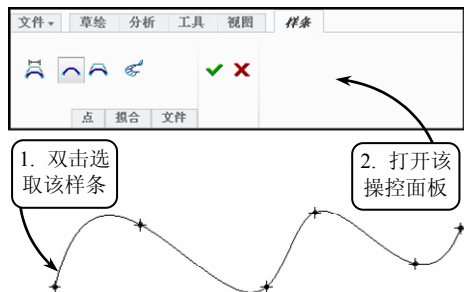 文件 草绘 分析 工具 视图 样条
点 拟合 文件
1. 双击选
取该样条
2. 打开该
操控面板